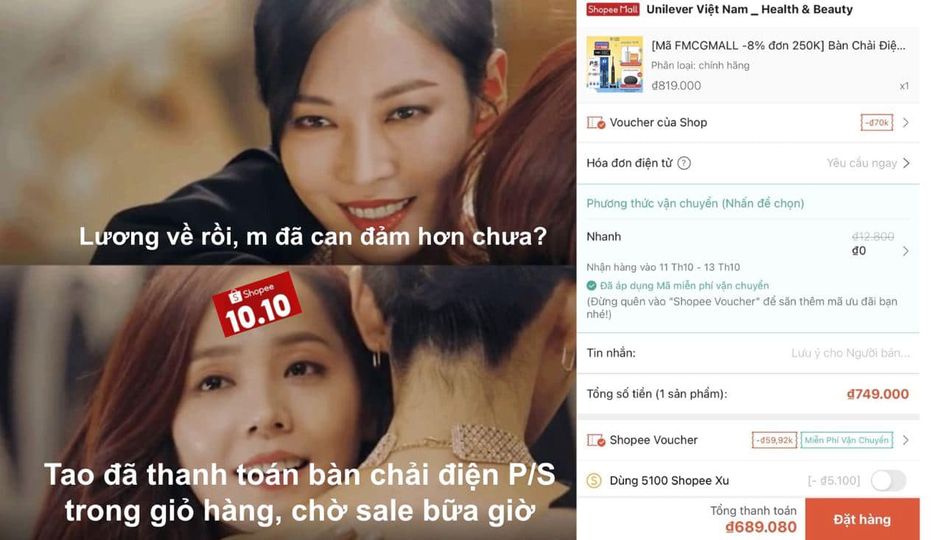 Lương về rồi, m đã can đảm hơn chưa?
Shopee
10.10
Tao đã thanh toán bàn chải điện P/S
trong giỏ hàng, chờ sale bữa giờ
Shopee Mall Unilever Việt Nam _ Health & Beauty
[Mã FMCGMALL -8% đơn 250K] Bàn Chải Điệ...
Phân loại: chính hãng
₫819.000 x1
Voucher của Shop -₫70k
Hóa đơn điện tử ? Yêu cầu ngay
Phương thức vận chuyển (Nhấn để chọn)
Nhanh ₫12.800
₫0
Nhận hàng vào 11 Th10 - 13 Th10
Đã áp dụng Mã miễn phí vận chuyển
(Đừng quên vào "Shopee Voucher" để săn thêm mã ưu đãi bạn
nhé!)
Tin nhắn: Lưu ý cho Người bán...
Tổng số tiền (1 sản phẩm): ₫749.000
Shopee Voucher -₫59,92k Miễn Phí Vận Chuyển
Dùng 5100 Shopee Xu [- ₫5.100]
Tổng thanh toán
₫689.080
Đặt hàng